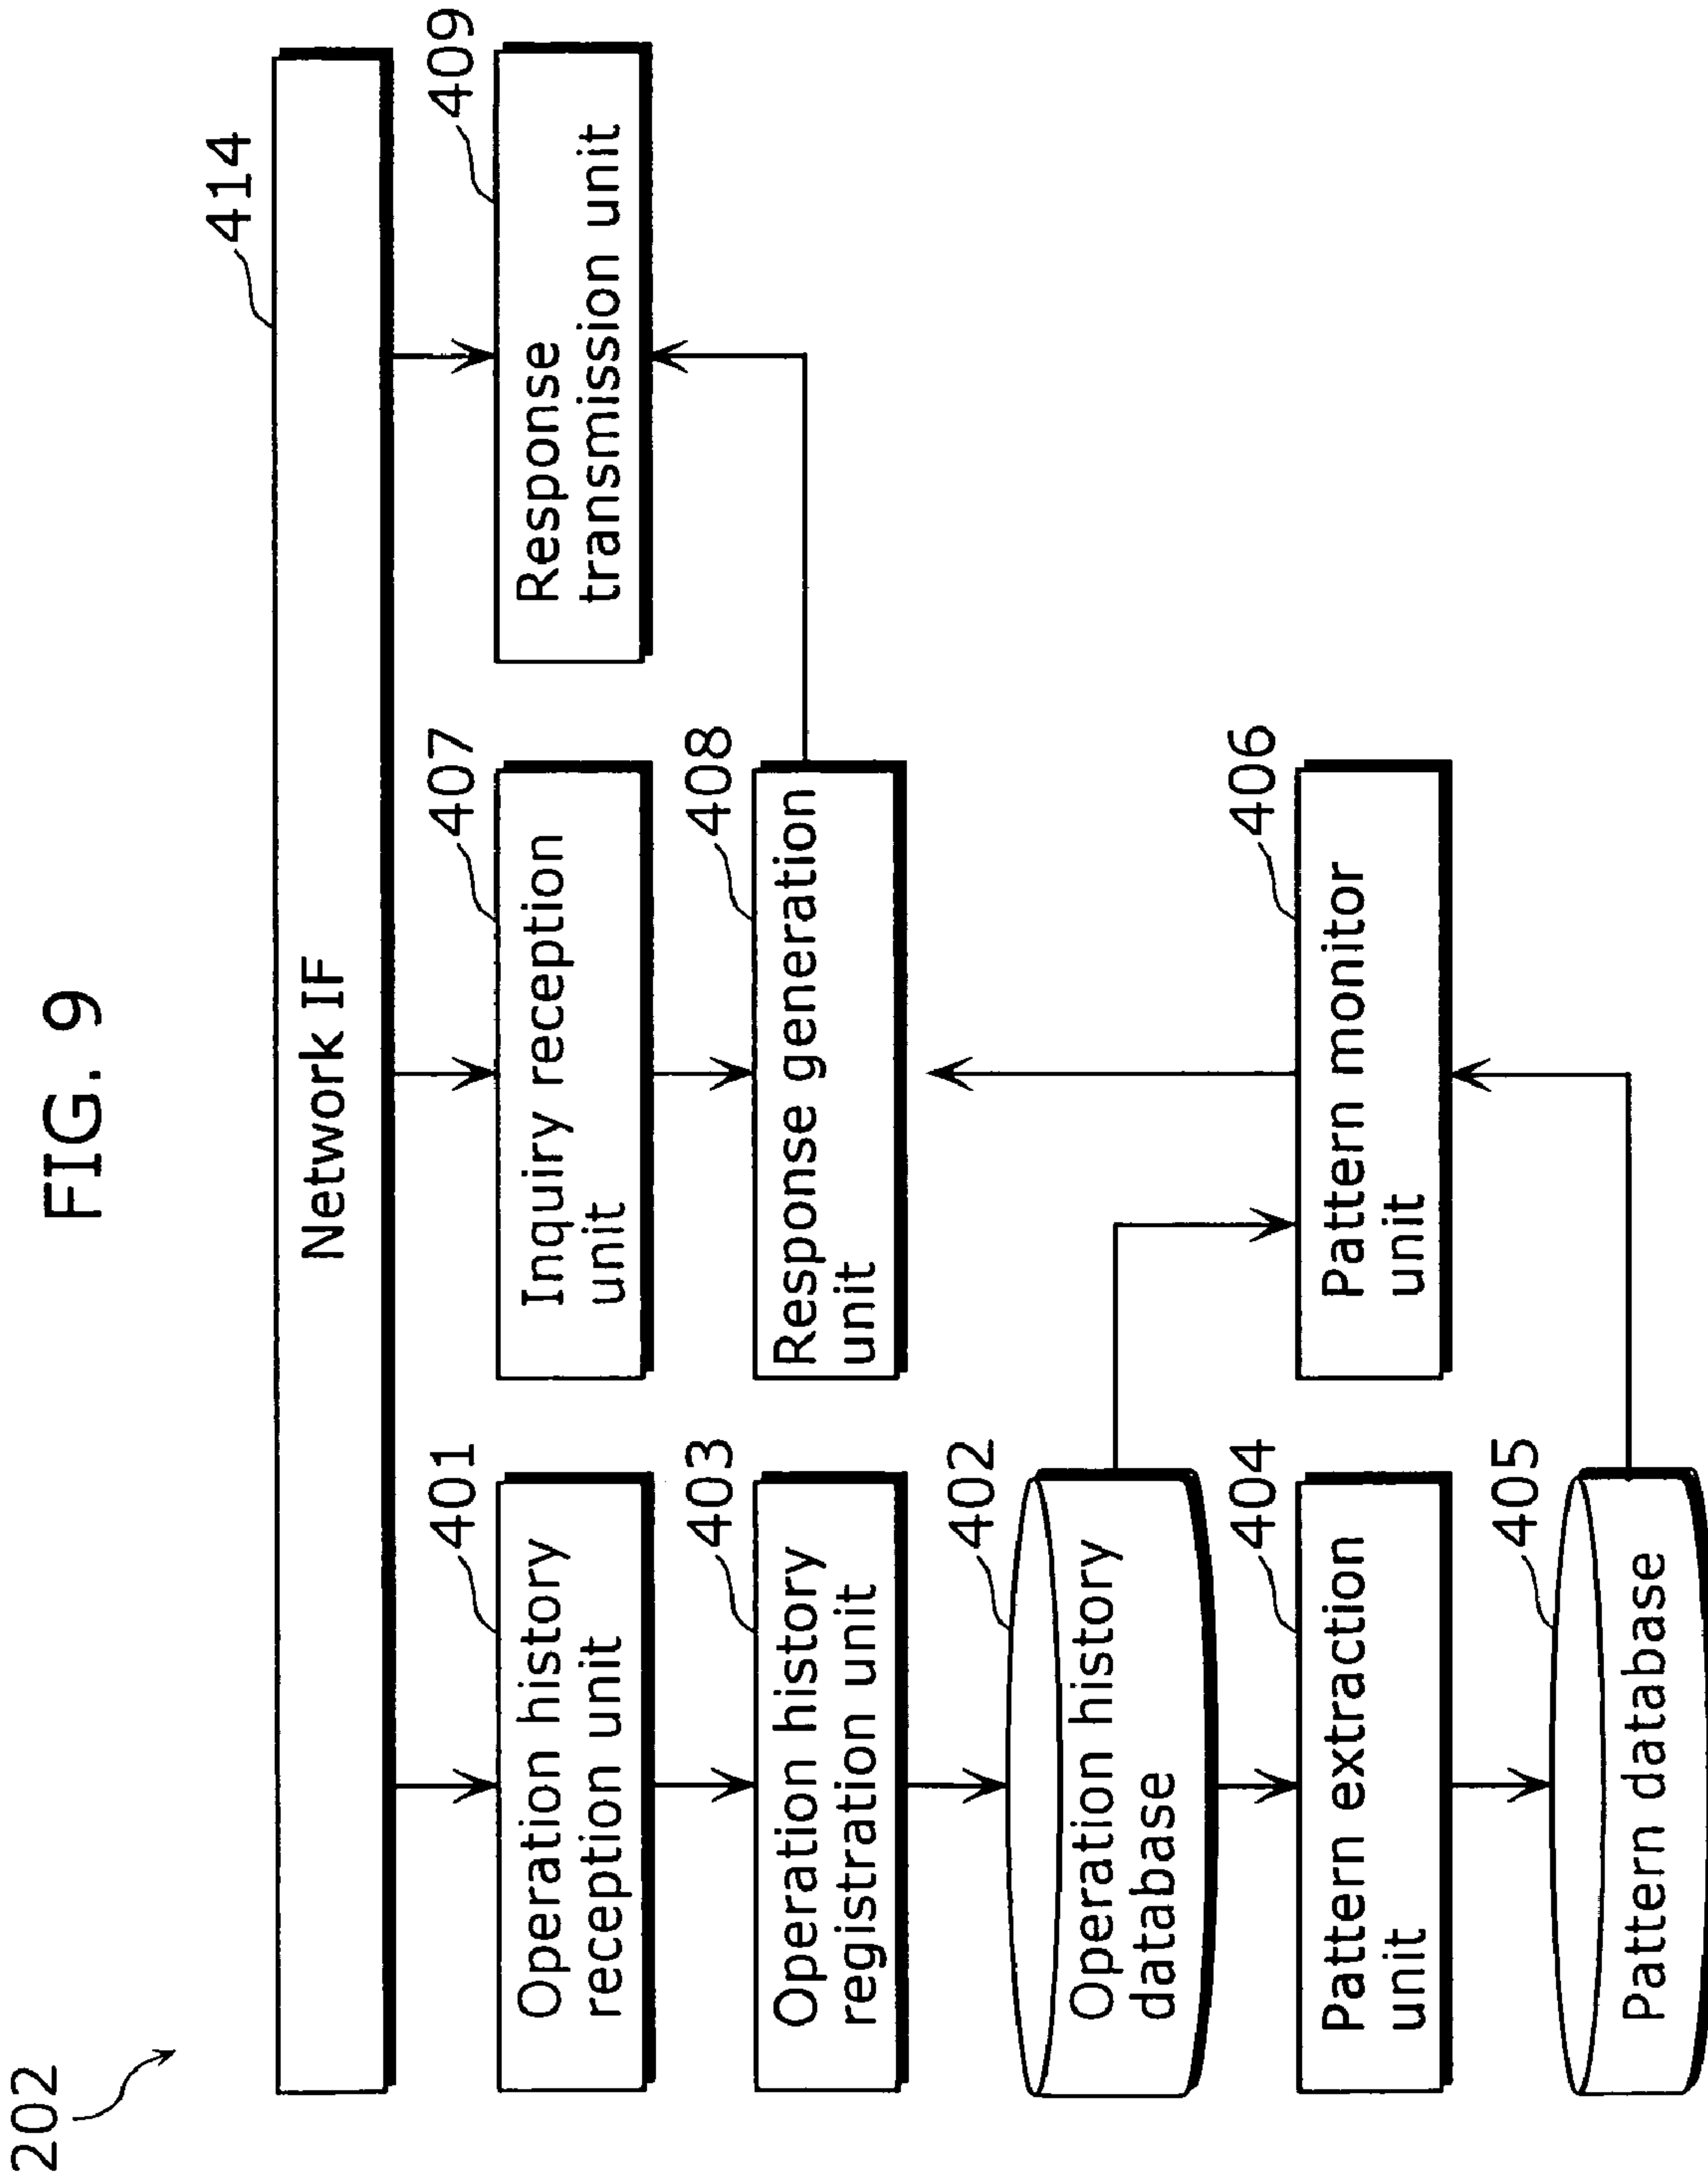 FIG. 9
202
414
Network IF
401
Operation history
reception unit
407
Inquiry reception
unit
409
Response
transmission unit
403
Operation history
registration unit
408
Response generation
unit
402
Operation history
database
404
Pattern extraction
unit
406
Pattern monitor
unit
405
Pattern database